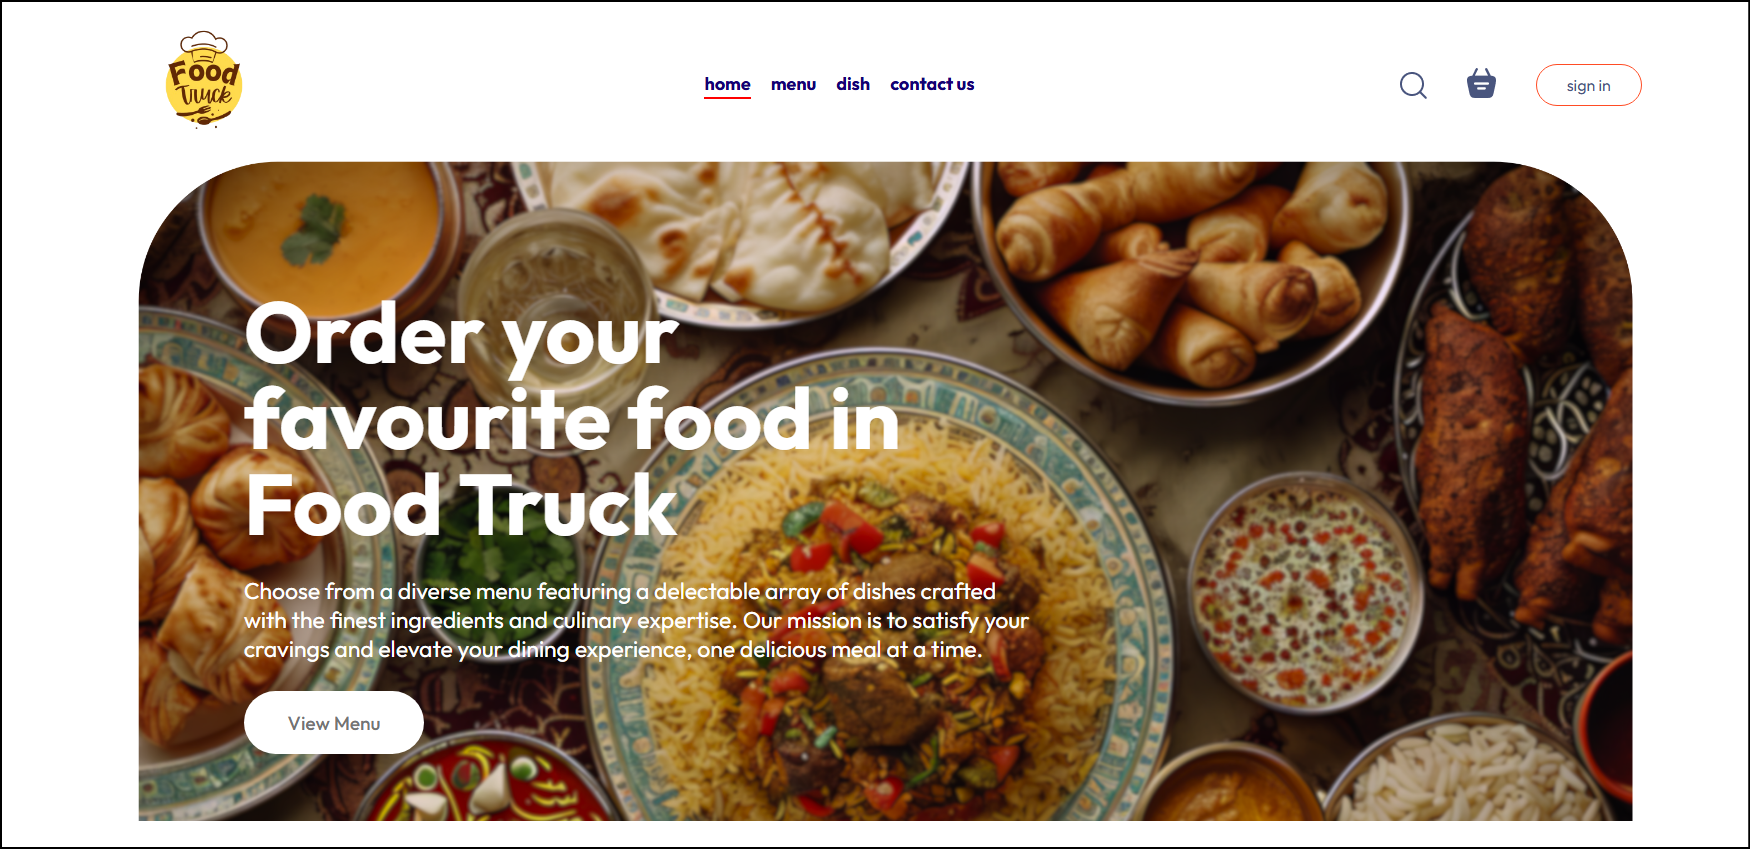 Food
Truck
home menu dish contact us
sign in
Order your
favourite food in
Food Truck
Choose from a diverse menu featuring a delectable array of dishes crafted
with the finest ingredients and culinary expertise. Our mission is to satisfy your
cravings and elevate your dining experience, one delicious meal at a time.
View Menu